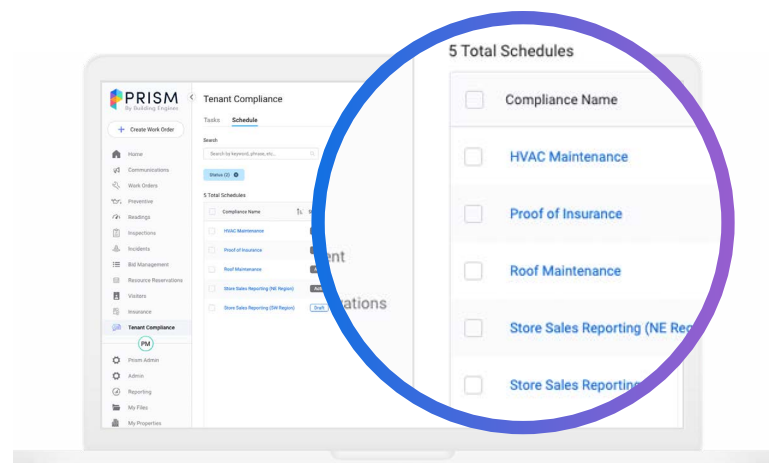 PRISM
By Building Engines
+ Create Work Order
Home
Communications
Work Orders
Preventive
Readings
Inspections
Incidents
Bid Management
Resource Reservations
Visitors
Insurance
Tenant Compliance
PM
Prism Admin
Admin
Reporting
My Files
My Properties
Tenant Compliance
Tasks Schedule
Search
Search by keyword, phrase, etc...
Status (2)
5 Total Schedules
Compliance Name
HVAC Maintenance
Proof of Insurance
Roof Maintenance
Store Sales Reporting (NE Region)
Store Sales Reporting (SW Region) Draft
5 Total Schedules
Compliance Name
HVAC Maintenance
Proof of Insurance
Roof Maintenance
Store Sales Reporting (NE Reg
Store Sales Reporting